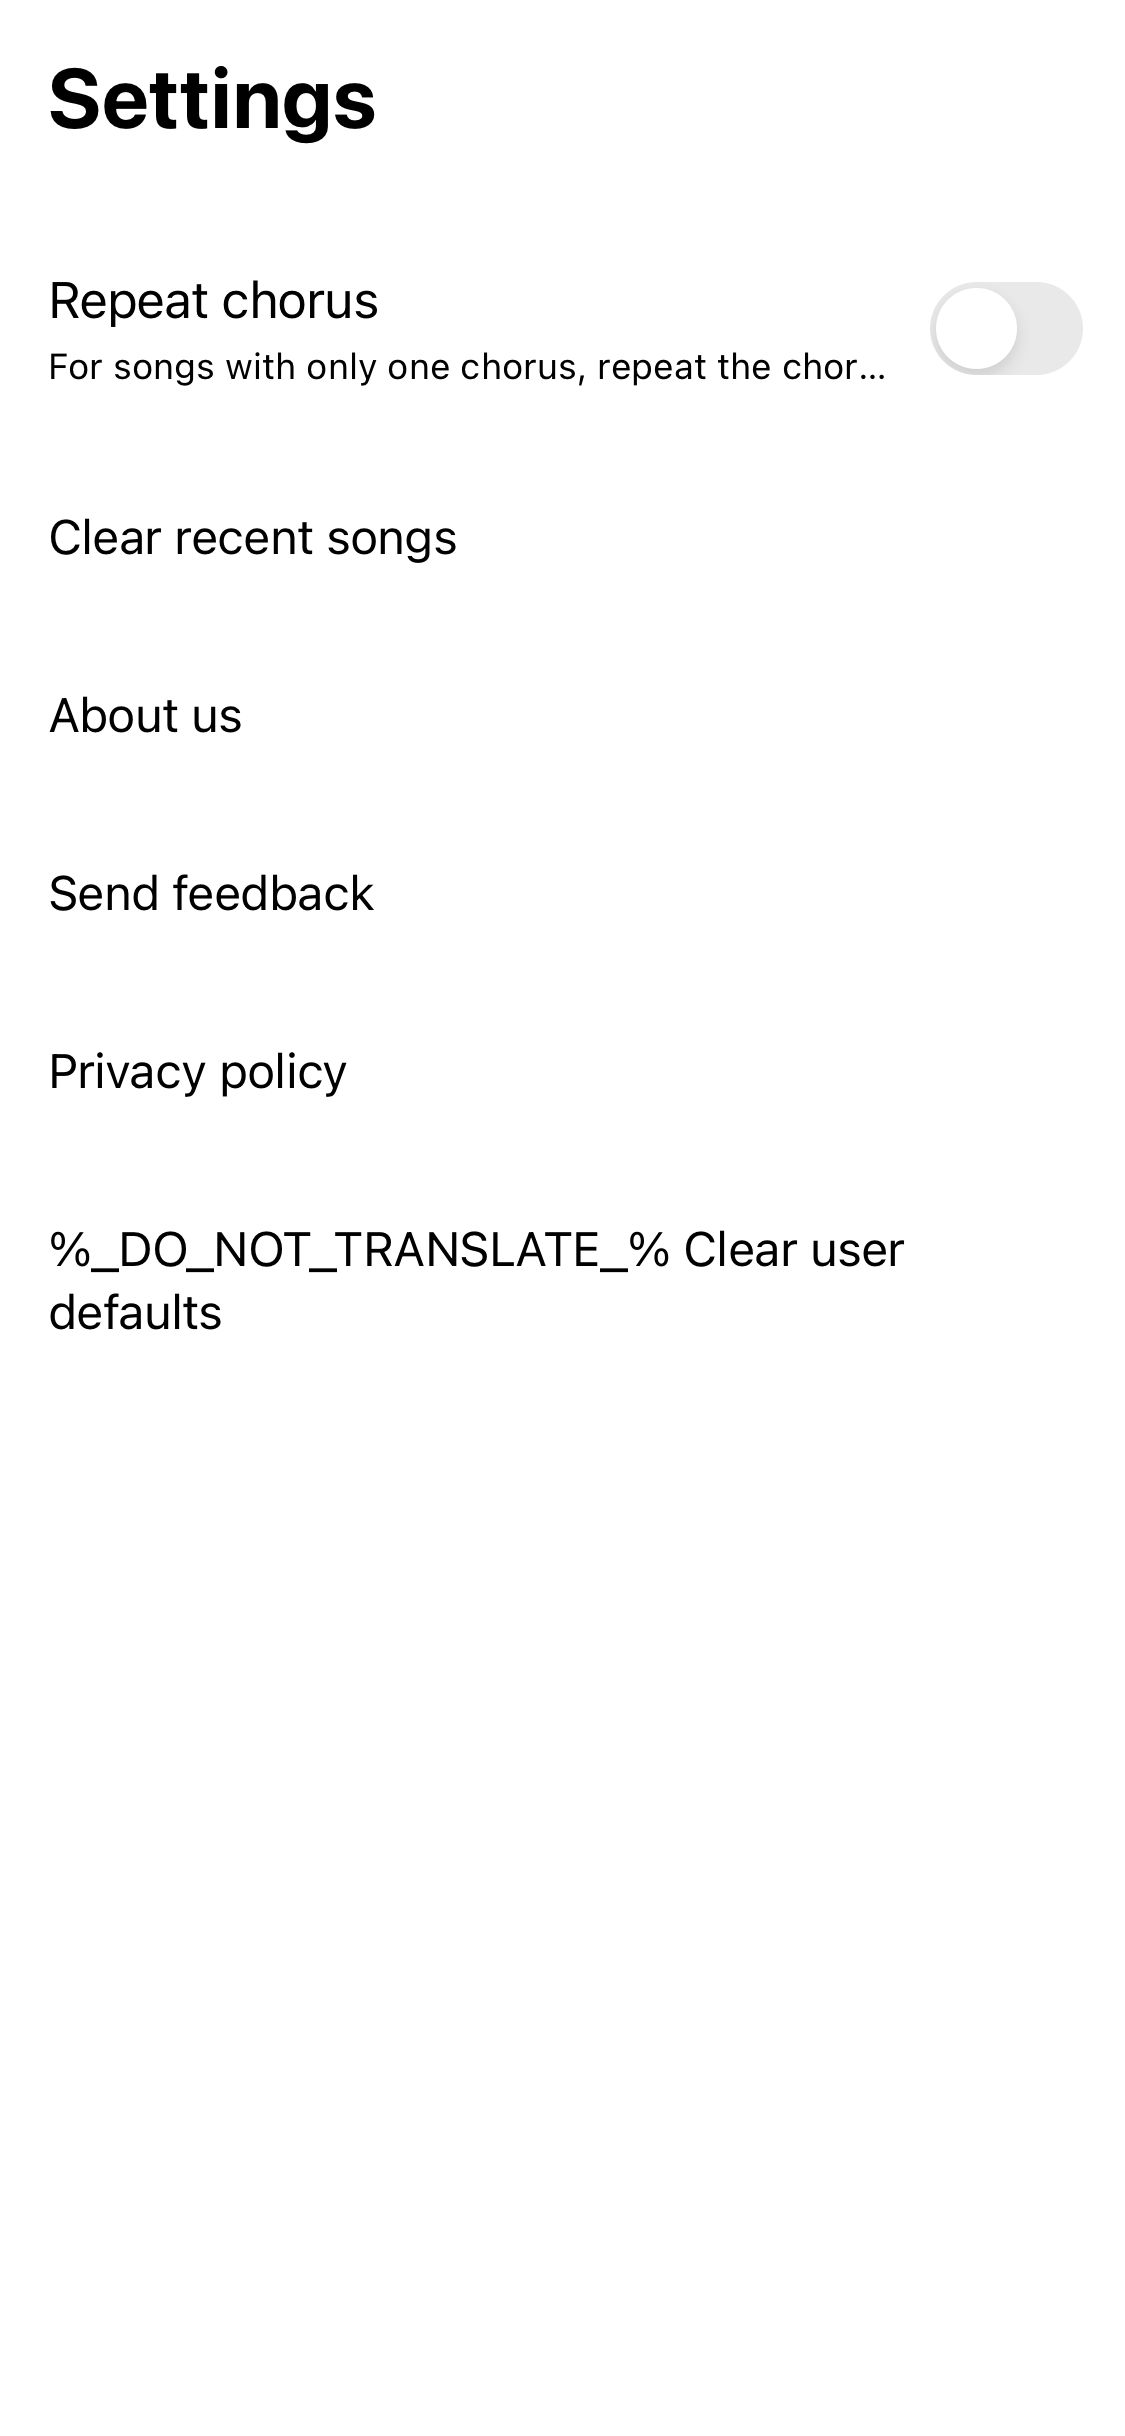 Settings
Repeat chorus
For songs with only one chorus, repeat the chor...
Clear recent songs
About us
Send feedback
Privacy policy
%_DO_NOT_TRANSLATE_% Clear user
defaults